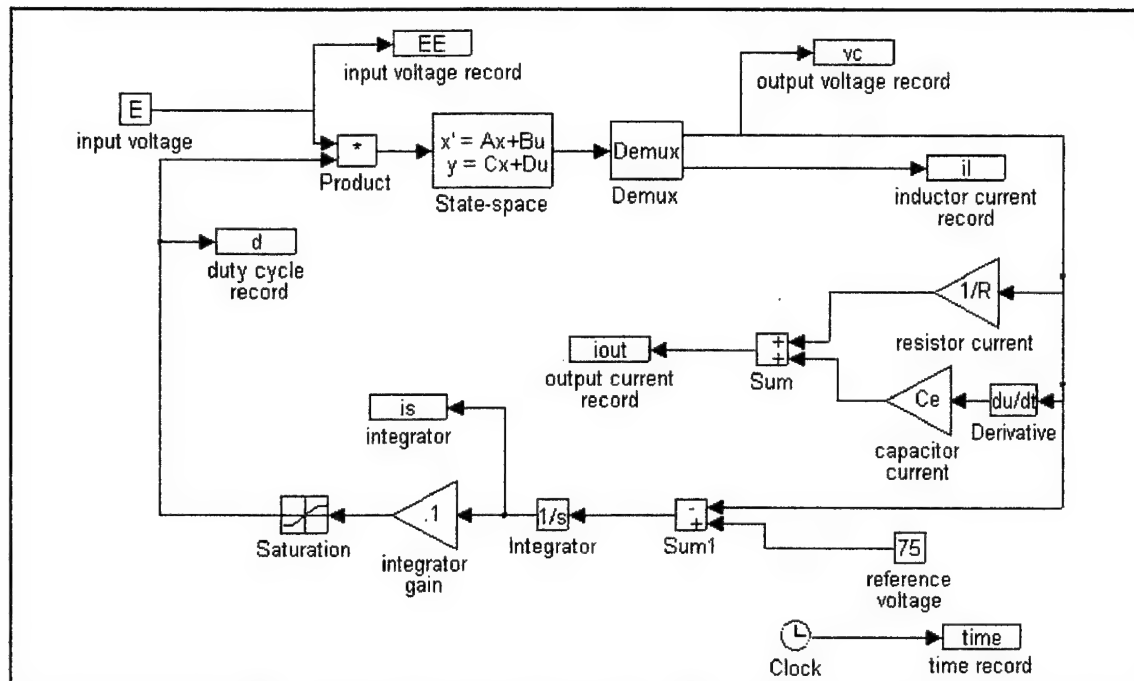 EE
input voltage record
vc
output voltage record
E
input voltage
*
Product
x' = Ax+Bu
y = Cx+Du
State-space
Demux
Demux
il
inductor current
record
d
duty cycle
record
1/R
resistor current
+
+
Sum
iout
output current
record
Ce
capacitor
current
du/dt
Derivative
is
integrator
Saturation
.1
integrator
gain
1/s
Integrator
-
+
Sum1
75
reference
voltage
Clock
time
time record